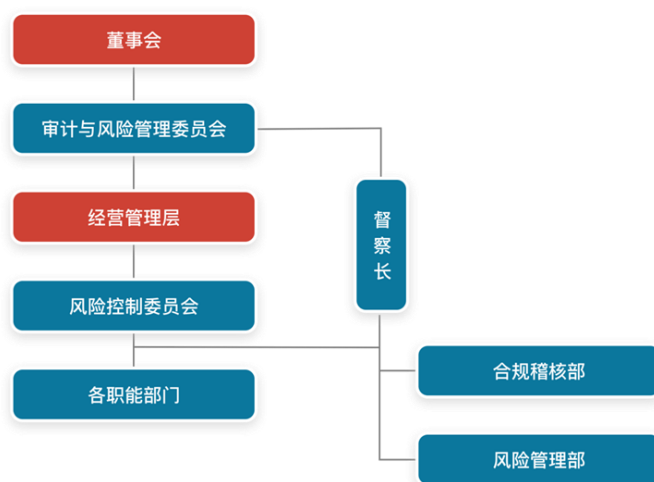 董事会
审计与风险管理委员会
经营管理层
督察长
风险控制委员会
合规稽核部
各职能部门
风险管理部